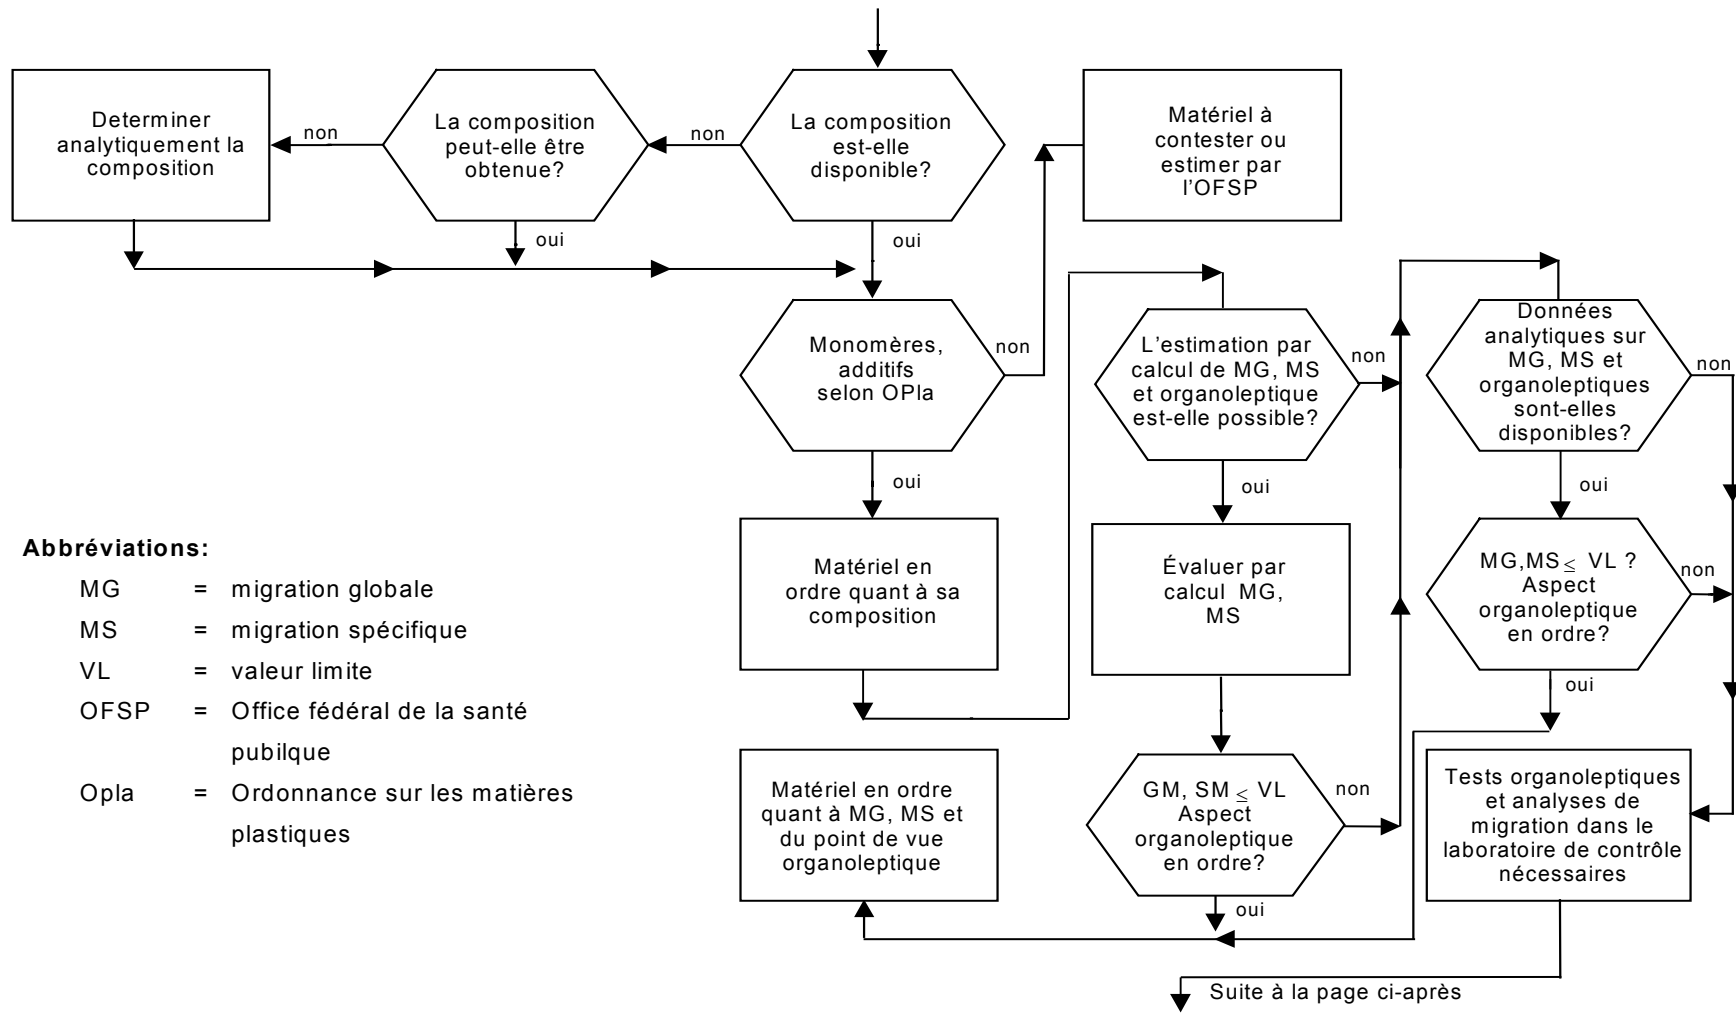 Determiner
analytiquement la
composition
non
La composition
peut-elle être
obtenue?
oui
non
La composition
est-elle
disponible?
oui
Matériel à
contester ou
estimer par
l'OFSP
Monomères,
additifs
selon OPla
non
oui
Matériel en
ordre quant à sa
composition
L'estimation par
calcul de MG, MS
et organoleptique
est-elle possible?
non
oui
Évaluer par
calcul MG,
MS
GM, SM ≤ VL
Aspect
organoleptique
en ordre?
non
oui
Données
analytiques sur
MG, MS et
organoleptiques
sont-elles
disponibles?
non
oui
MG,MS ≤ VL ?
Aspect
organoleptique
en ordre?
non
oui
Matériel en ordre
quant à MG, MS et
du point de vue
organoleptique
Tests organoleptiques
et analyses de
migration dans le
laboratoire de contrôle
nécessaires
Suite à la page ci-après
Abbréviations:
MG = migration globale
MS = migration spécifique
VL = valeur limite
OFSP = Office fédéral de la santé
pubilque
Opla = Ordonnance sur les matières
plastiques